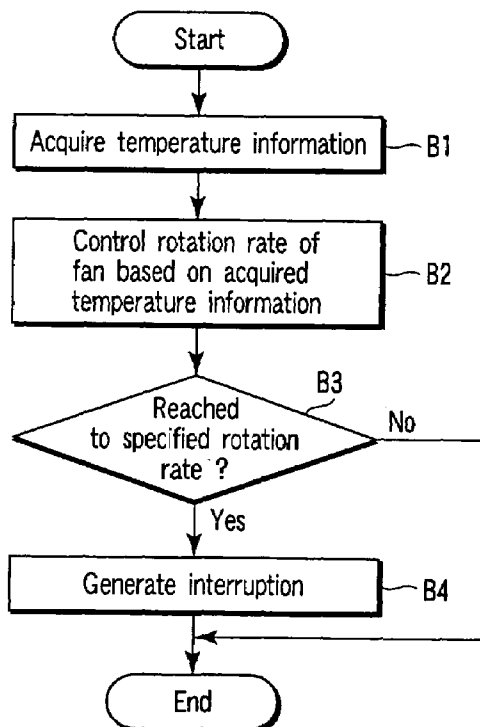 Start
Acquire temperature information
B1
Control rotation rate of
fan based on acquired
temperature information
B2
B3
Reached
to specified rotation
rate ?
No
Yes
Generate interruption
B4
End